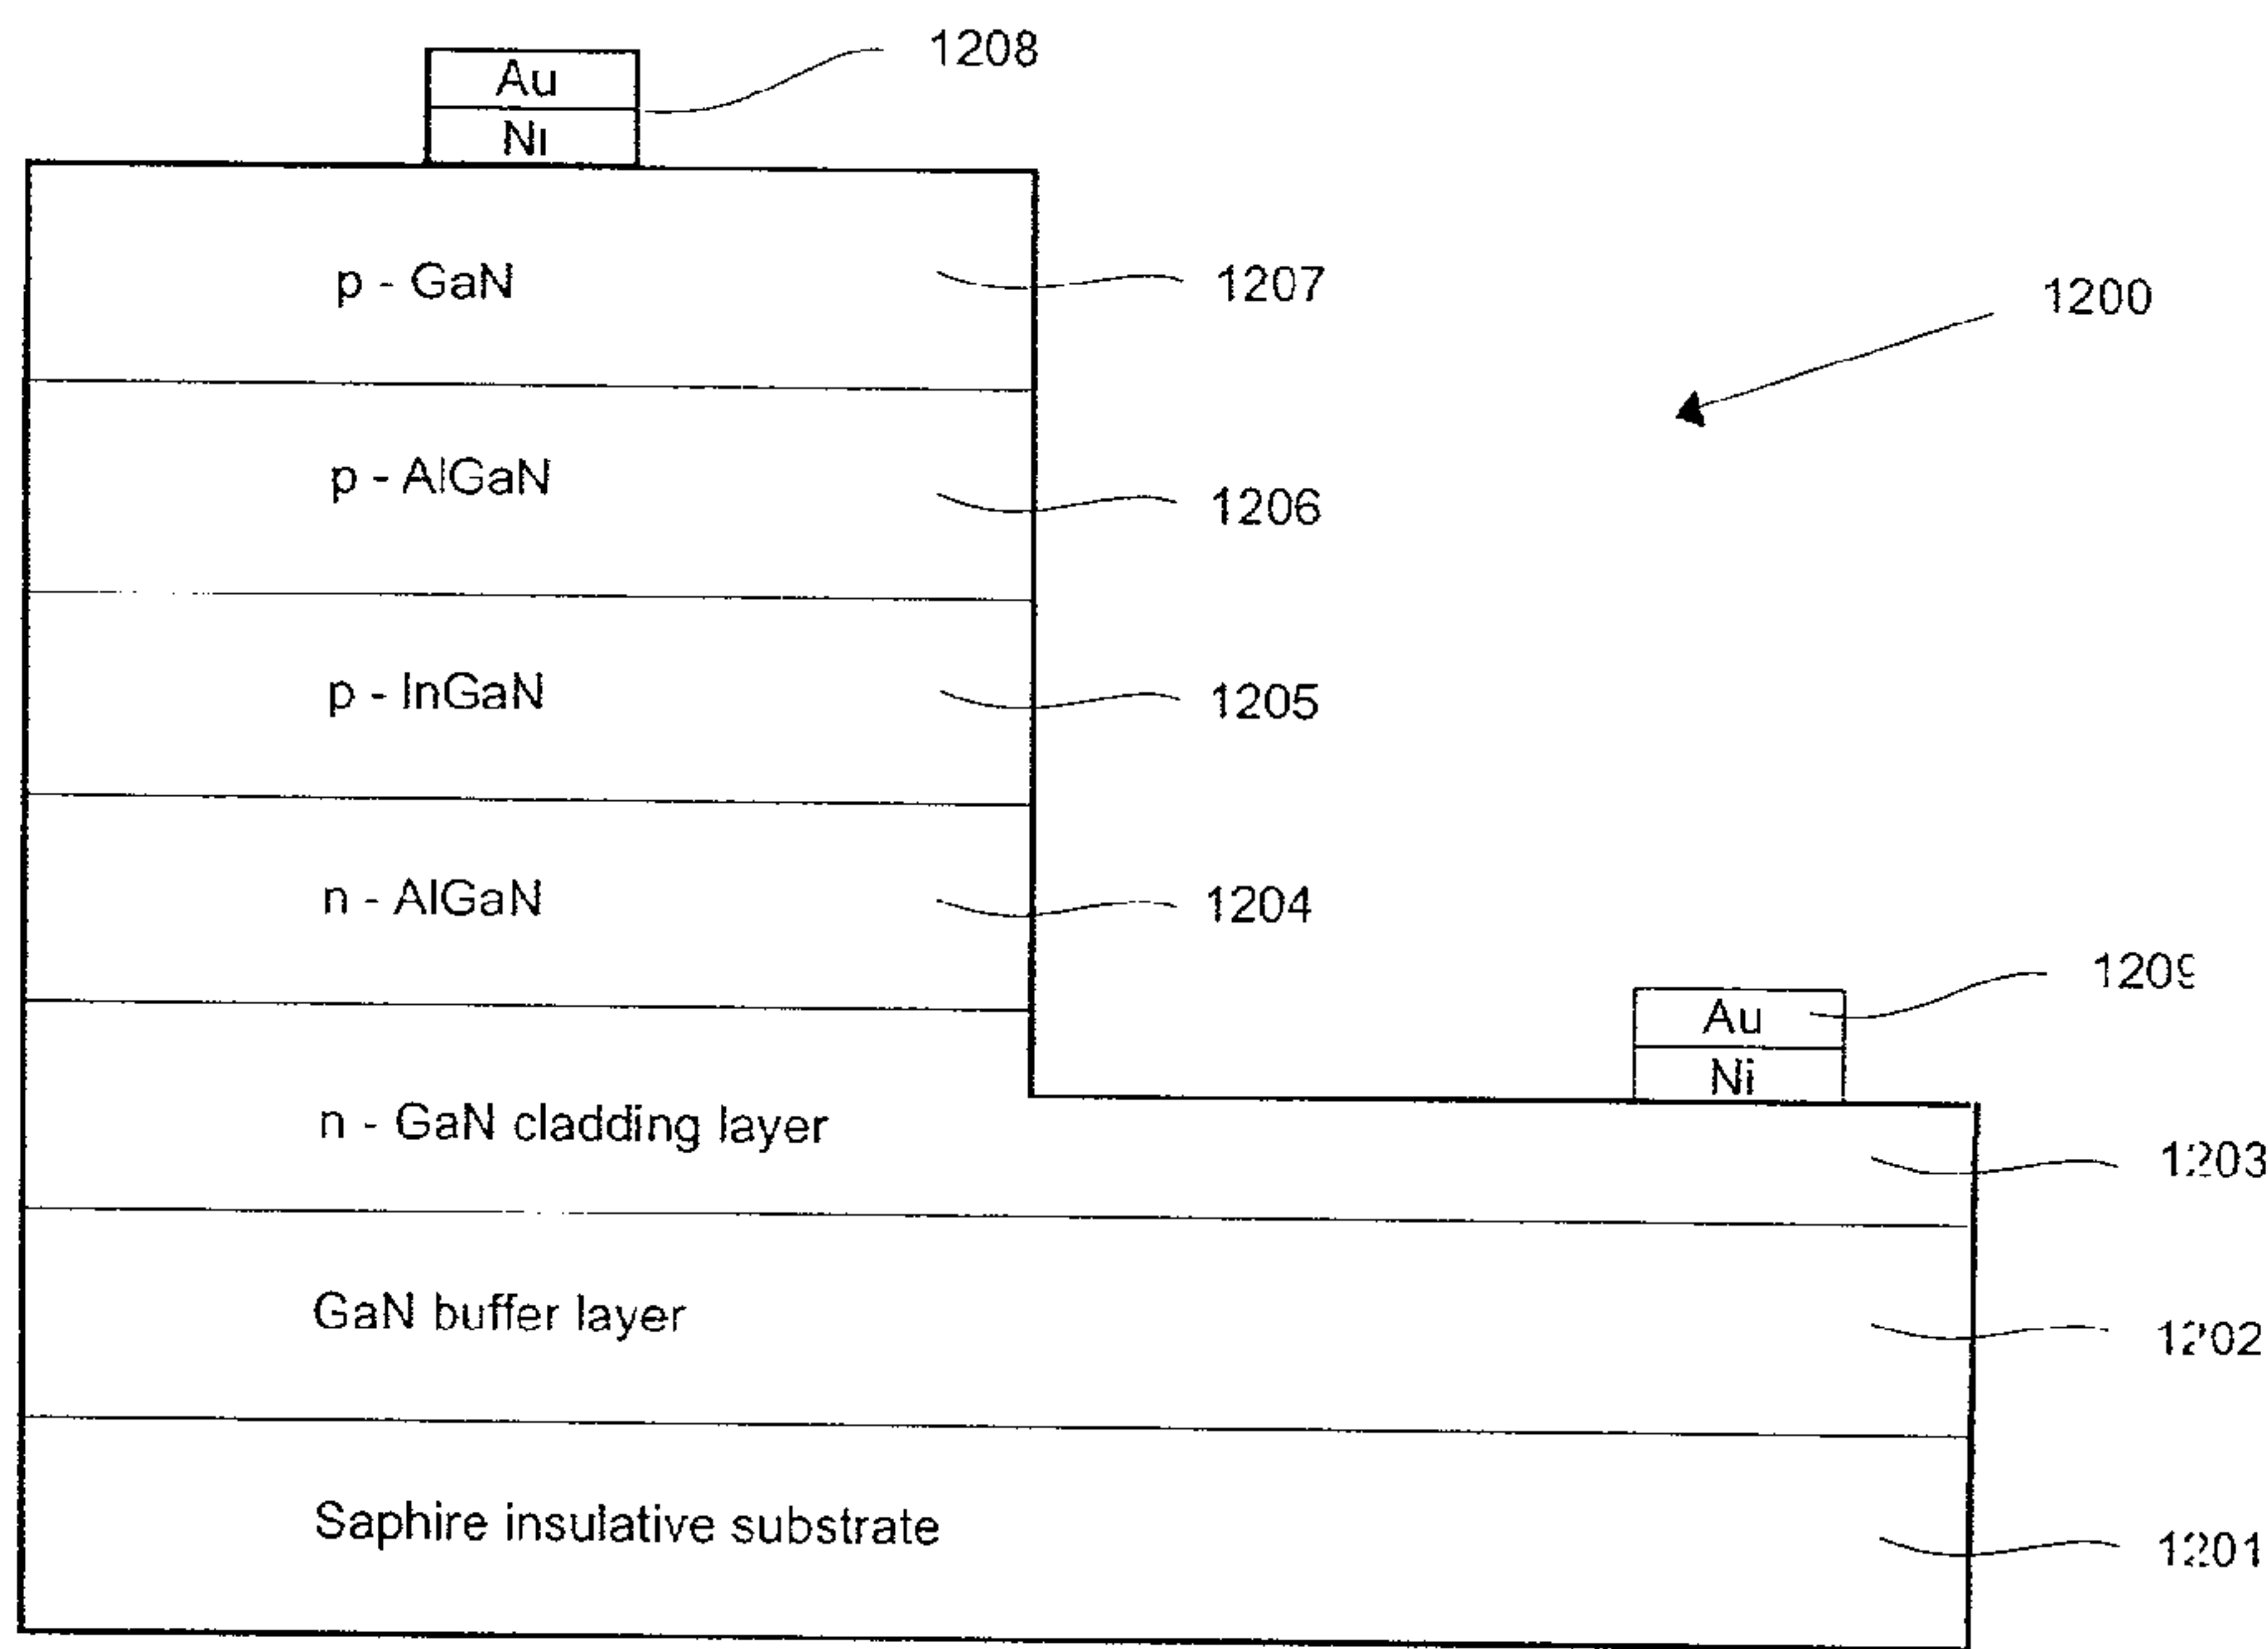 1208
Au
Ni
p - GaN
1207
1200
p - AlGaN
1206
p - InGaN
1205
n - AlGaN
1204
1209
Au
Ni
n - GaN cladding layer
1203
GaN buffer layer
1202
Saphire insulative substrate
1201